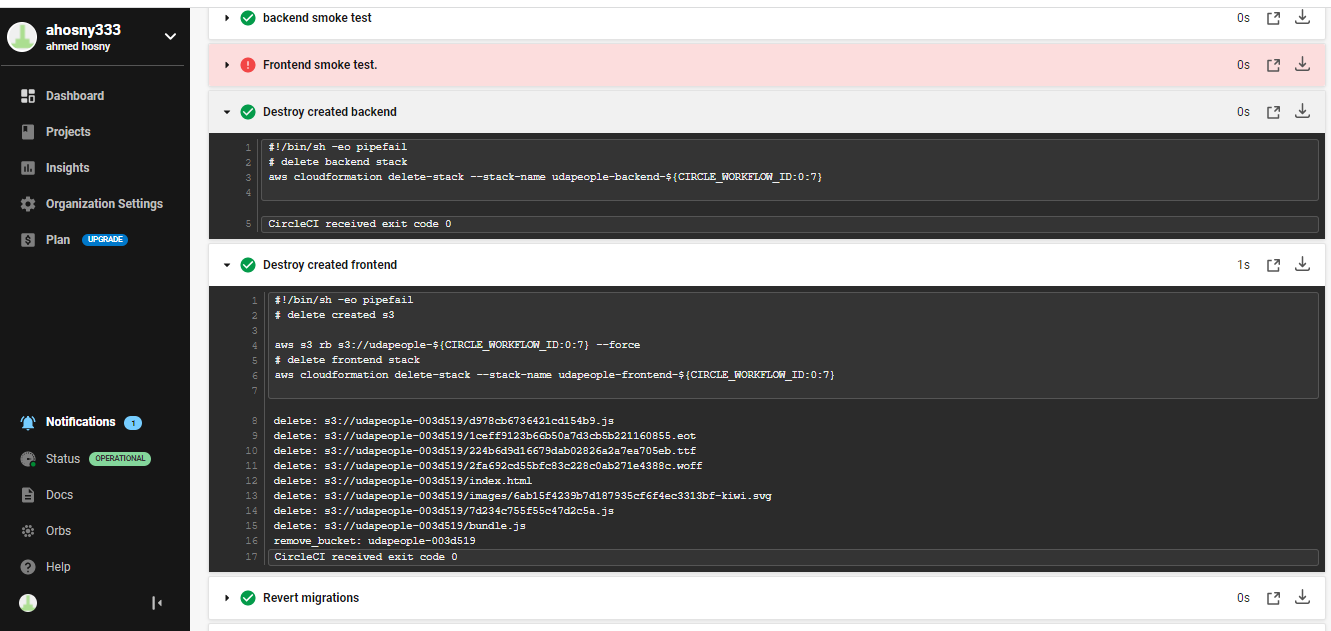 ahosny333
ahmed hosny
Dashboard
Projects
Insights
Organization Settings
Plan UPGRADE
Notifications 1
Status OPERATIONAL
Docs
Orbs
Help
backend smoke test 0s
Frontend smoke test. 0s
Destroy created backend 0s
1 #!/bin/sh -eo pipefail
2 # delete backend stack
3 aws cloudformation delete-stack --stack-name udapeople-backend-${CIRCLE_WORKFLOW_ID:0:7}
4
5 CircleCI received exit code 0
Destroy created frontend 1s
1 #!/bin/sh -eo pipefail
2 # delete created s3
3
4 aws s3 rb s3://udapeople-${CIRCLE_WORKFLOW_ID:0:7} --force
5 # delete frontend stack
6 aws cloudformation delete-stack --stack-name udapeople-frontend-${CIRCLE_WORKFLOW_ID:0:7}
7
8 delete: s3://udapeople-003d519/d978cb6736421cd154b9.js
9 delete: s3://udapeople-003d519/1ceff9123b66b50a7d3cb5b221160855.eot
10 delete: s3://udapeople-003d519/224b6d9d16679dab02826a2a7ea705eb.ttf
11 delete: s3://udapeople-003d519/2fa692cd55bfc83c228c0ab271e4388c.woff
12 delete: s3://udapeople-003d519/index.html
13 delete: s3://udapeople-003d519/images/6ab15f4239b7d187935cf6f4ec3313bf-kiwi.svg
14 delete: s3://udapeople-003d519/7d234c755f55c47d2c5a.js
15 delete: s3://udapeople-003d519/bundle.js
16 remove_bucket: udapeople-003d519
17 CircleCI received exit code 0
Revert migrations 0s